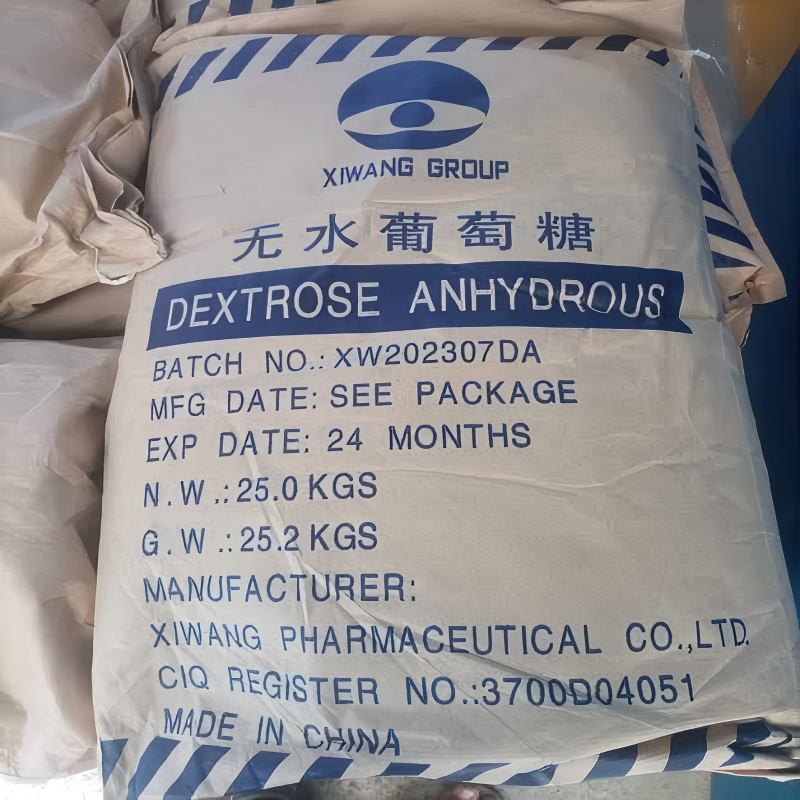 XIWANG GROUP
无水葡萄糖
DEXTROSE ANHYDROUS
BATCH NO.: XW202307DA
MFG DATE: SEE PACKAGE
EXP DATE: 24 MONTHS
N.W.: 25.0 KGS
G.W.: 25.2 KGS
MANUFACTURER:
XIWANG PHARMACEUTICAL CO.,LTD.
CIQ REGISTER NO.:3700D04051
MADE IN CHINA